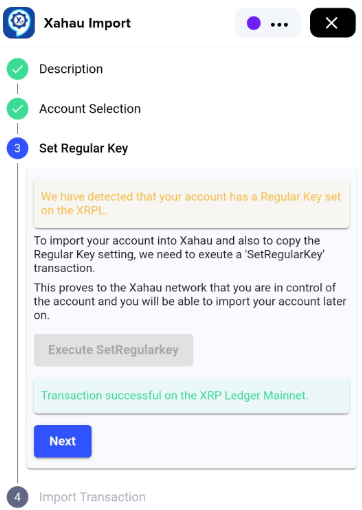 Xahau Import
Description
Account Selection
3 Set Regular Key
We have detected that your account has a Regular Key set
on the XRPL.
To import your account into Xahau and also to copy the
Regular Key setting, we need to exeute a 'SetRegularKey'
transaction.
This proves to the Xahau network that you are in control of
the account and you will be able to import your account later
on.
Execute SetRegularkey
Transaction successful on the XRP Ledger Mainnet.
Next
4 Import Transaction